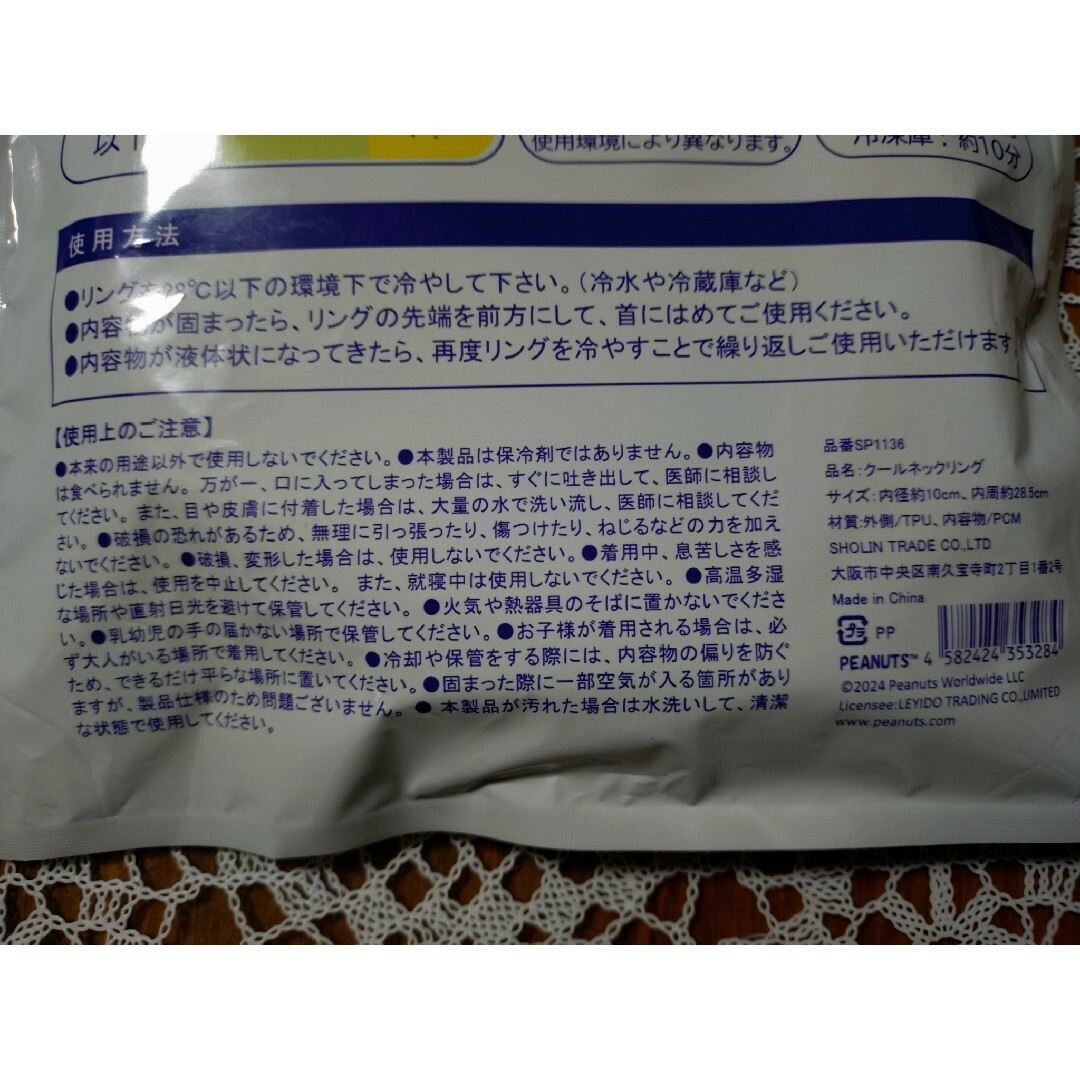 以下
使用環境により異なります。
冷凍庫：約10分
使用方法
●リングを28℃以下の環境下で冷やして下さい。（冷水や冷蔵庫など）
●内容物が固まったら、リングの先端を前方にして、首にはめてご使用ください。
●内容物が液体状になってきたら、再度リングを冷やすことで繰り返しご使用いただけます。
【使用上のご注意】
●本来の用途以外で使用しないでください。●本製品は保冷剤ではありません。●内容物
は食べられません。万が一、口に入ってしまった場合は、すぐに吐き出して、医師に相談し
てください。また、目や皮膚に付着した場合は、大量の水で洗い流し、医師に相談してくだ
さい。●破損の恐れがあるため、無理に引っ張ったり、傷つけたり、ねじるなどの力を加え
ないでください。●破損、変形した場合は、使用しないでください。●着用中、息苦しさを感
じた場合は、使用を中止してください。 また、就寝中は使用しないでください。●高温多湿
な場所や直射日光を避けて保管してください。●火気や熱器具のそばに置かないでくださ
い。●乳幼児の手の届かない場所で保管してください。●お子様が着用される場合は、必
ず大人がいる場所で着用してください。●冷却や保管をする際には、内容物の偏りを防ぐ
ため、できるだけ平らな場所に置いてください。●固まった際に一部空気が入る箇所があり
ますが、製品仕様のため問題ございません。● 本製品が汚れた場合は水洗いして、清潔
な状態で使用してください。
品番SP1136
品名：クールネックリング
サイズ：内径約10cm、内周約28.5cm
材質：外側/TPU、内容物/PCM
SHOLIN TRADE CO.,LTD
大阪市中央区南久宝寺町2丁目1番2号
Made in China
プラ PP
PEANUTS™ 4 582424 353284
©2024 Peanuts Worldwide LLC
Licensee:LEYIDO TRADING CO.,LIMITED
www.peanuts.com